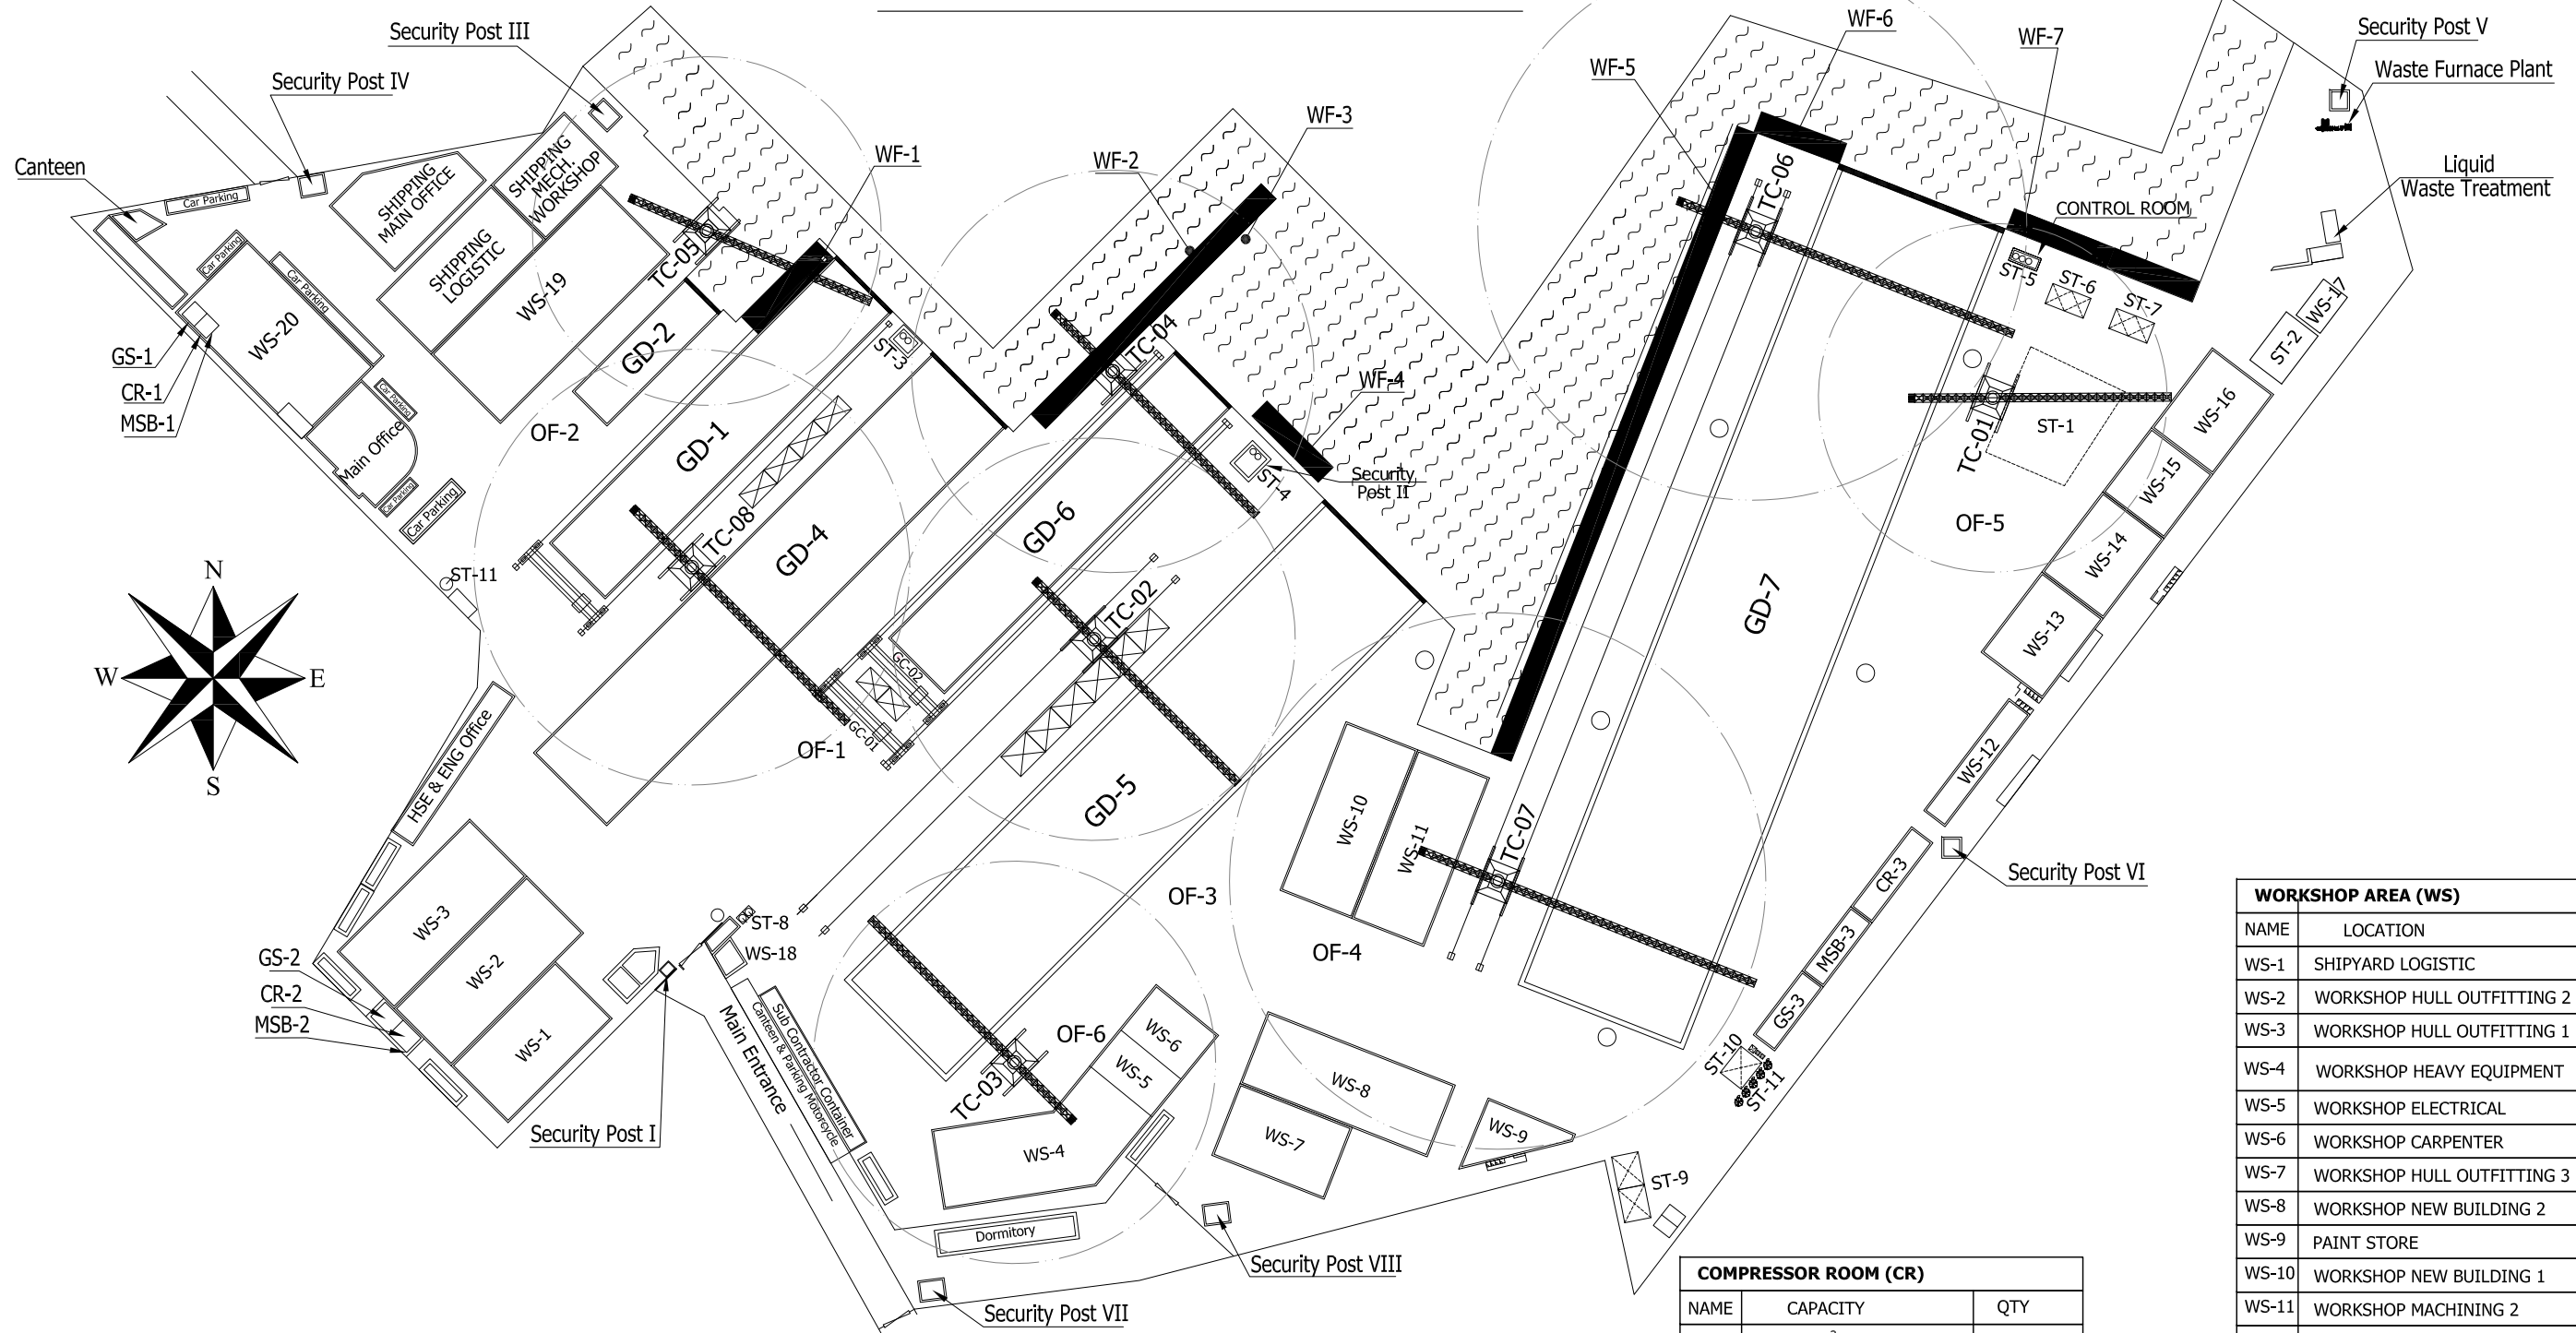 Security Post III
Security Post IV
Canteen
Car Parking
SHIPPING
MAIN OFFICE
SHIPPING
MECH.
WORKSHOP
SHIPPING
LOGISTIC
WS-19
Car Parking
Car Parking
WS-20
GS-1
CR-1
MSB-1
Car Parking
Main Office
Car Parking
Car Parking
OF-2
GD-2
TC-05
WF-1
GD-1
ST-3
TC-08
GD-4
ST-11
WF-2
WF-3
TC-04
WF-4
Security
Post II
ST-4
GD-6
TC-02
GC-02
GC-01
OF-1
GD-5
N
W
E
S
HSE & ENG Office
WS-3
WS-2
WS-1
GS-2
CR-2
MSB-2
Security Post I
ST-8
WS-18
Main Entrance
Sub Contractor Container
Canteen & Parking Motorcycle
TC-03
OF-6
WS-6
WS-5
WS-4
Dormitory
Security Post VII
Security Post VIII
OF-3
WS-10
WS-11
OF-4
WS-8
WS-7
WS-9
TC-07
GD-7
WF-5
WF-6
TC-06
WF-7
CONTROL ROOM
ST-5
ST-6
ST-7
TC-01
ST-1
OF-5
Security Post V
Waste Furnace Plant
Liquid
Waste Treatment
WS-17
ST-2
WS-16
WS-15
WS-14
WS-13
WS-12
Security Post VI
CR-3
MSB-3
GS-3
ST-10
ST-11
ST-9
COMPRESSOR ROOM (CR)
NAME CAPACITY QTY
WORKSHOP AREA (WS)
NAME LOCATION
WS-1 SHIPYARD LOGISTIC
WS-2 WORKSHOP HULL OUTFITTING 2
WS-3 WORKSHOP HULL OUTFITTING 1
WS-4 WORKSHOP HEAVY EQUIPMENT
WS-5 WORKSHOP ELECTRICAL
WS-6 WORKSHOP CARPENTER
WS-7 WORKSHOP HULL OUTFITTING 3
WS-8 WORKSHOP NEW BUILDING 2
WS-9 PAINT STORE
WS-10 WORKSHOP NEW BUILDING 1
WS-11 WORKSHOP MACHINING 2